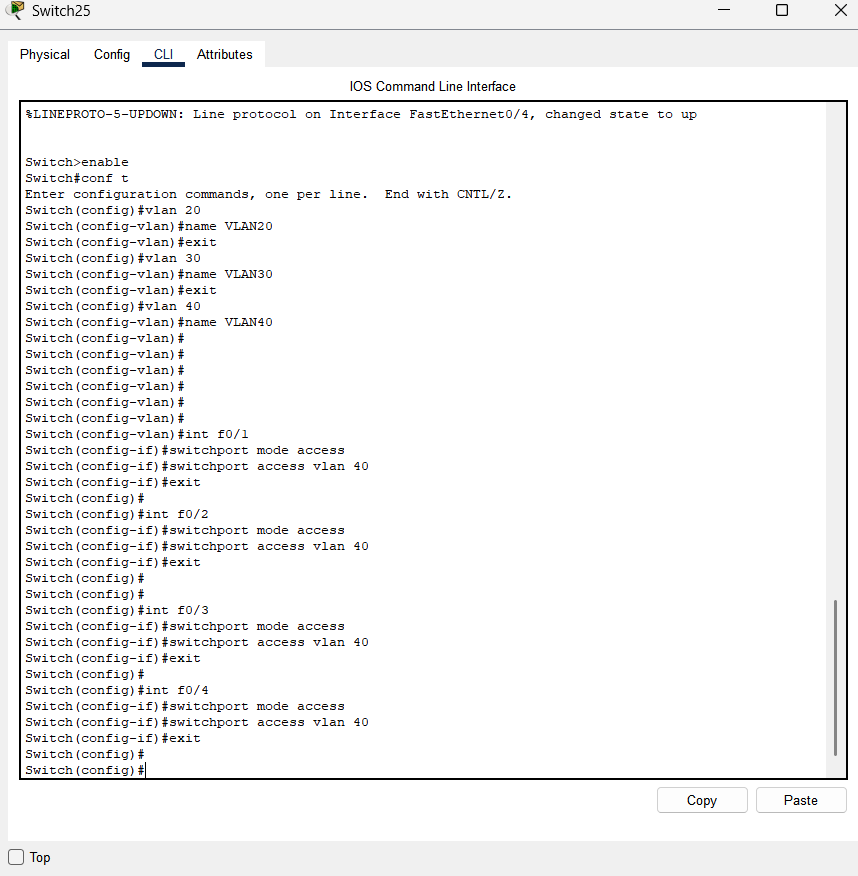 Switch25
Physical Config CLI Attributes
IOS Command Line Interface
%LINEPROTO-5-UPDOWN: Line protocol on Interface FastEthernet0/4, changed state to up
Switch>enable
Switch#conf t
Enter configuration commands, one per line.  End with CNTL/Z.
Switch(config)#vlan 20
Switch(config-vlan)#name VLAN20
Switch(config-vlan)#exit
Switch(config)#vlan 30
Switch(config-vlan)#name VLAN30
Switch(config-vlan)#exit
Switch(config)#vlan 40
Switch(config-vlan)#name VLAN40
Switch(config-vlan)#
Switch(config-vlan)#
Switch(config-vlan)#
Switch(config-vlan)#
Switch(config-vlan)#
Switch(config-vlan)#
Switch(config-vlan)#int f0/1
Switch(config-if)#switchport mode access
Switch(config-if)#switchport access vlan 40
Switch(config-if)#exit
Switch(config)#
Switch(config)#int f0/2
Switch(config-if)#switchport mode access
Switch(config-if)#switchport access vlan 40
Switch(config-if)#exit
Switch(config)#
Switch(config)#
Switch(config)#int f0/3
Switch(config-if)#switchport mode access
Switch(config-if)#switchport access vlan 40
Switch(config-if)#exit
Switch(config)#
Switch(config)#int f0/4
Switch(config-if)#switchport mode access
Switch(config-if)#switchport access vlan 40
Switch(config-if)#exit
Switch(config)#
Switch(config)#
Copy Paste
Top